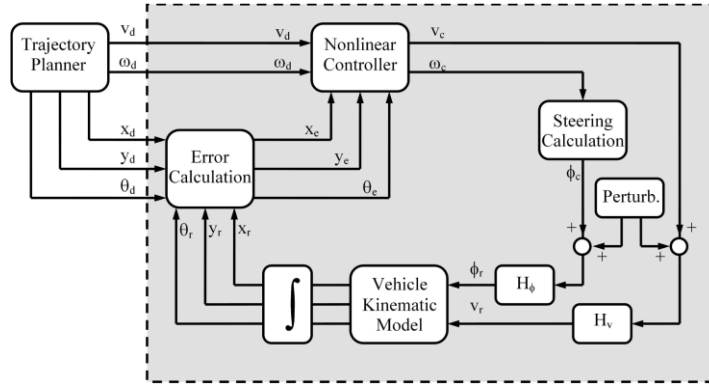 v_d
v_d
v_c
Trajectory
Planner
Nonlinear
Controller
ω_d
ω_d
ω_c
x_d
x_e
Steering
Calculation
y_d
Error
Calculation
y_e
θ_d
θ_e
ϕ_c
Perturb.
θ_r
y_r
x_r
+
+
+
+
ϕ_r
H_ϕ
∫
Vehicle
Kinematic
Model
v_r
H_v